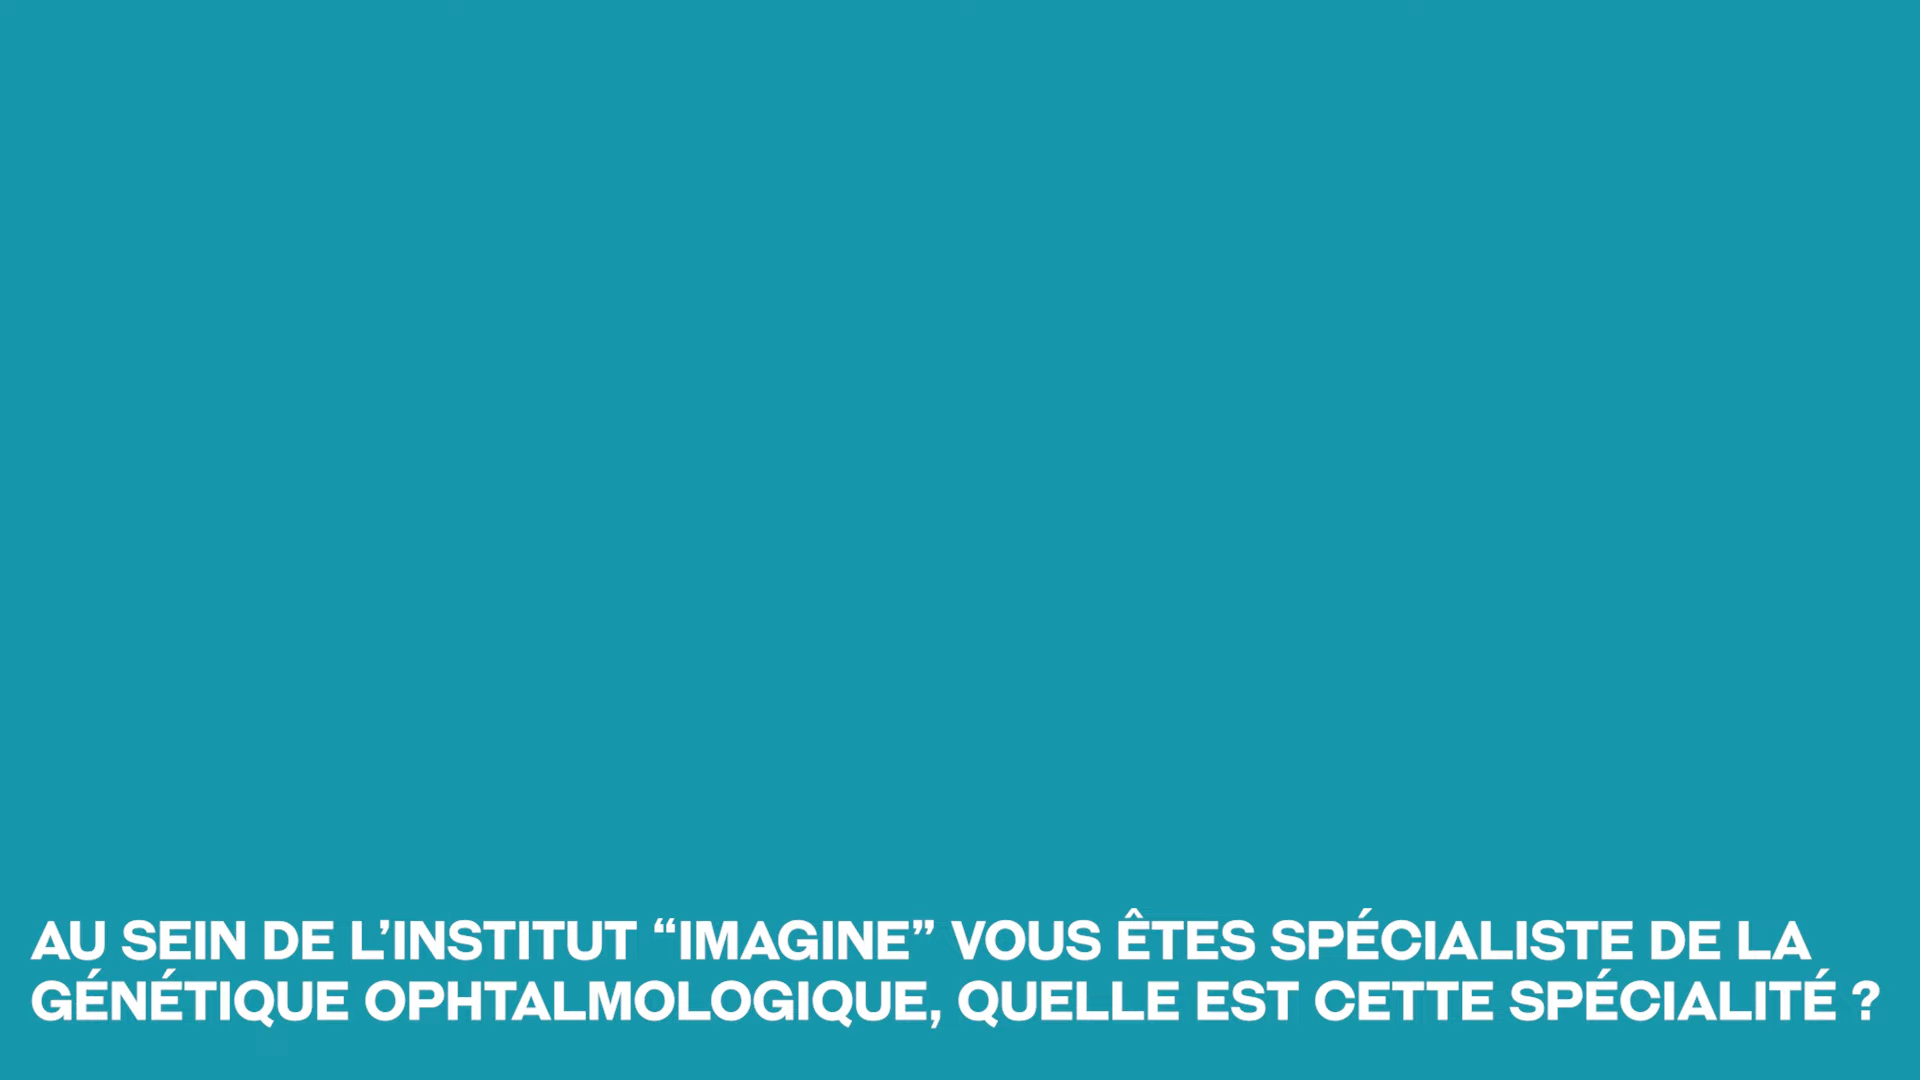 AU SEIN DE L’INSTITUT “IMAGINE” VOUS ÊTES SPÉCIALISTE DE LA
GÉNÉTIQUE OPHTALMOLOGIQUE, QUELLE EST CETTE SPÉCIALITÉ ?